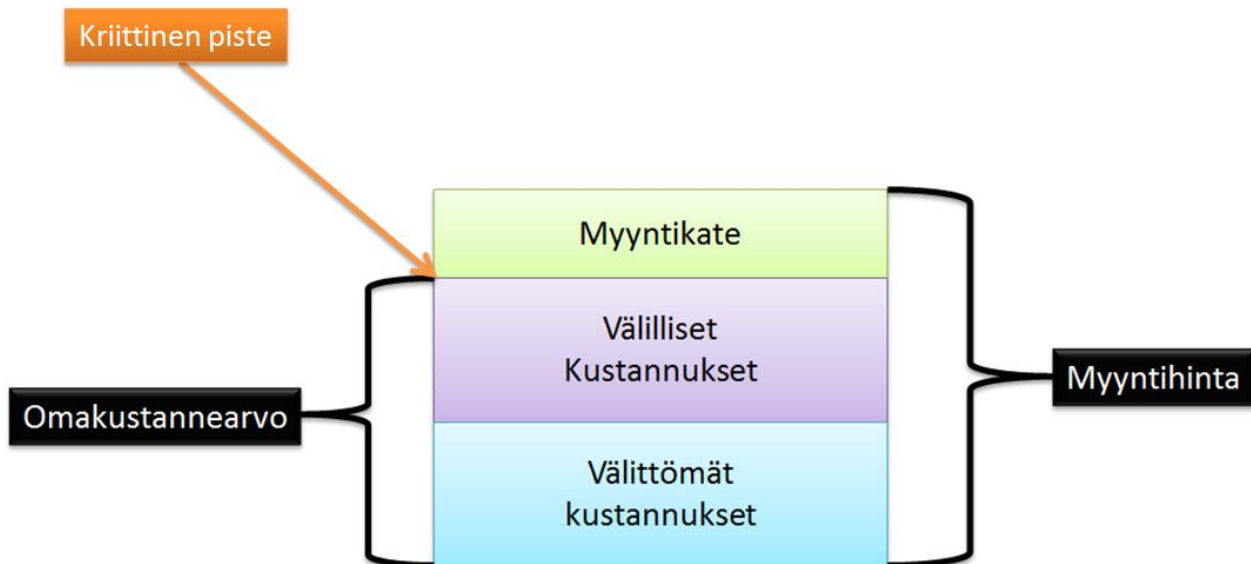 Kriittinen piste
Myyntikate
Välilliset
Kustannukset
Myyntihinta
Omakustannearvo
Välittömät
kustannukset